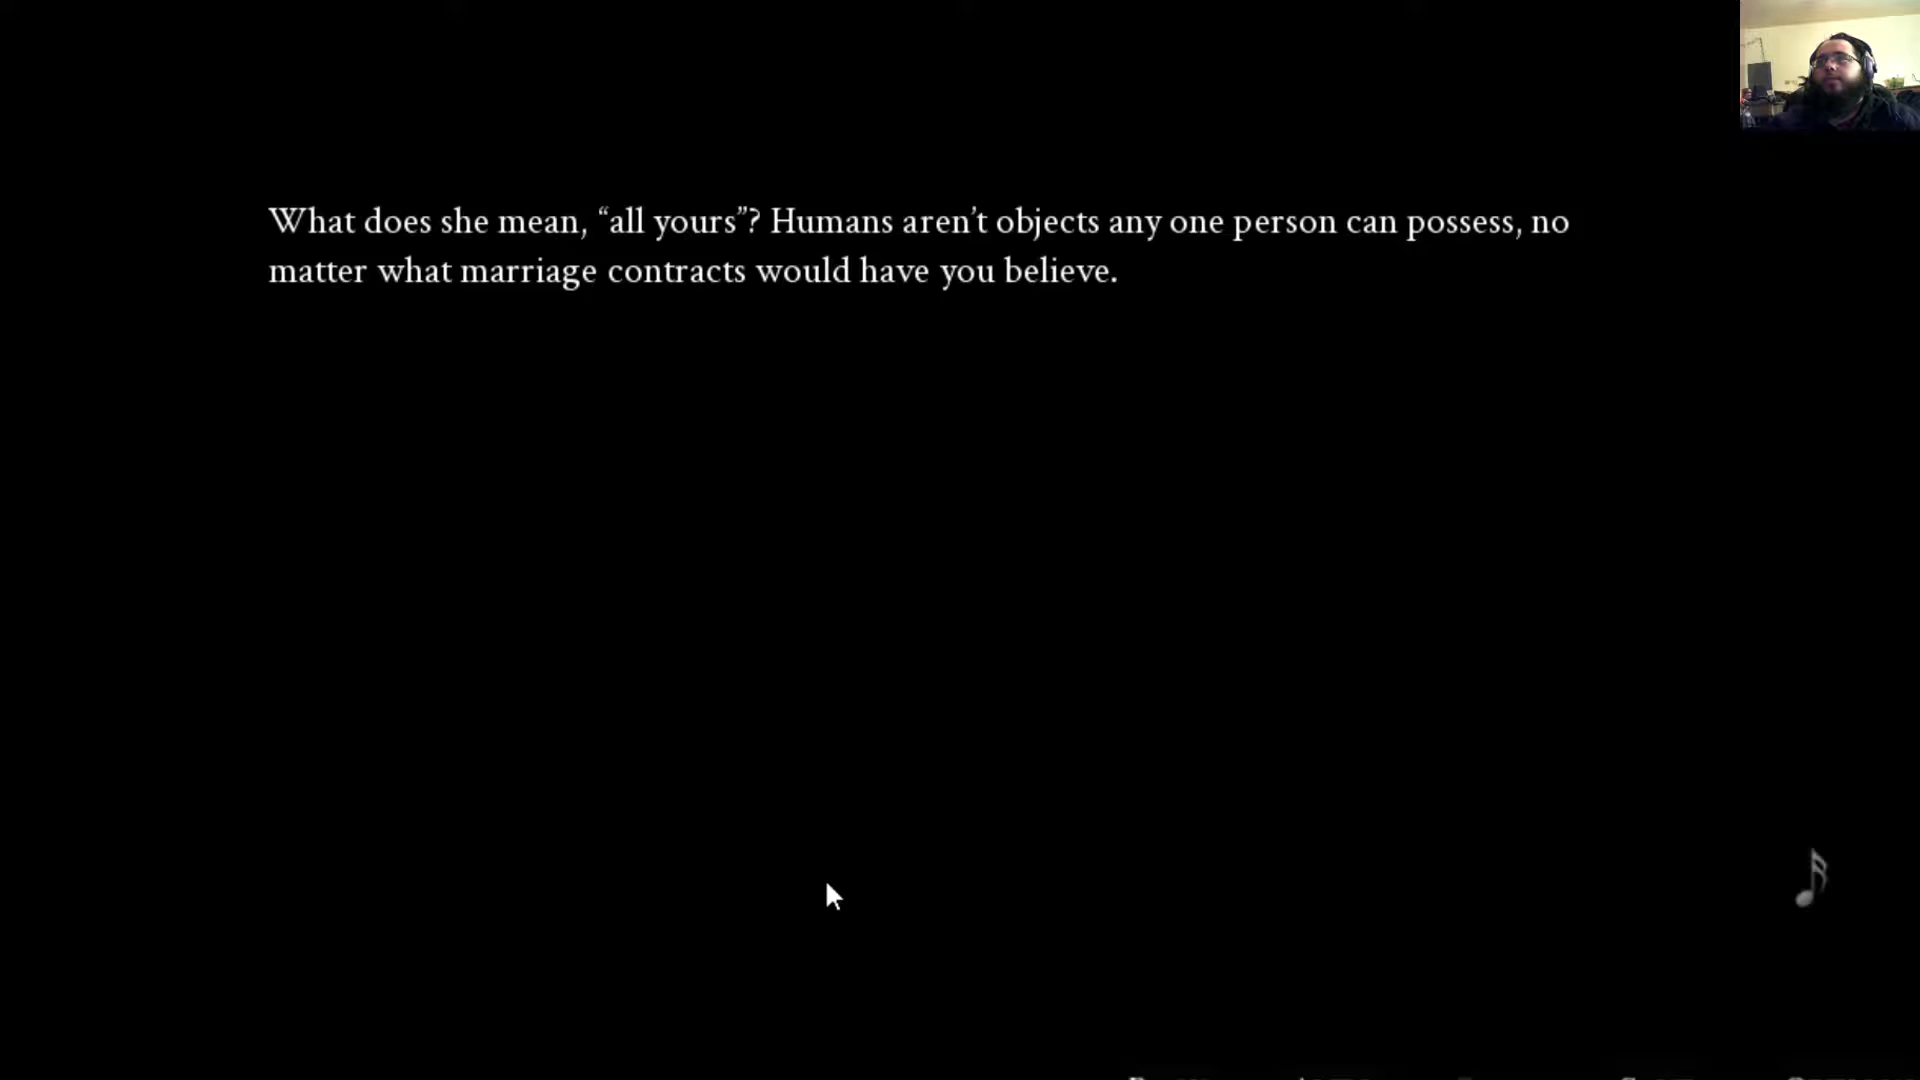 What does she mean, “all yours”? Humans aren’t objects any one person can possess, no
matter what marriage contracts would have you believe.